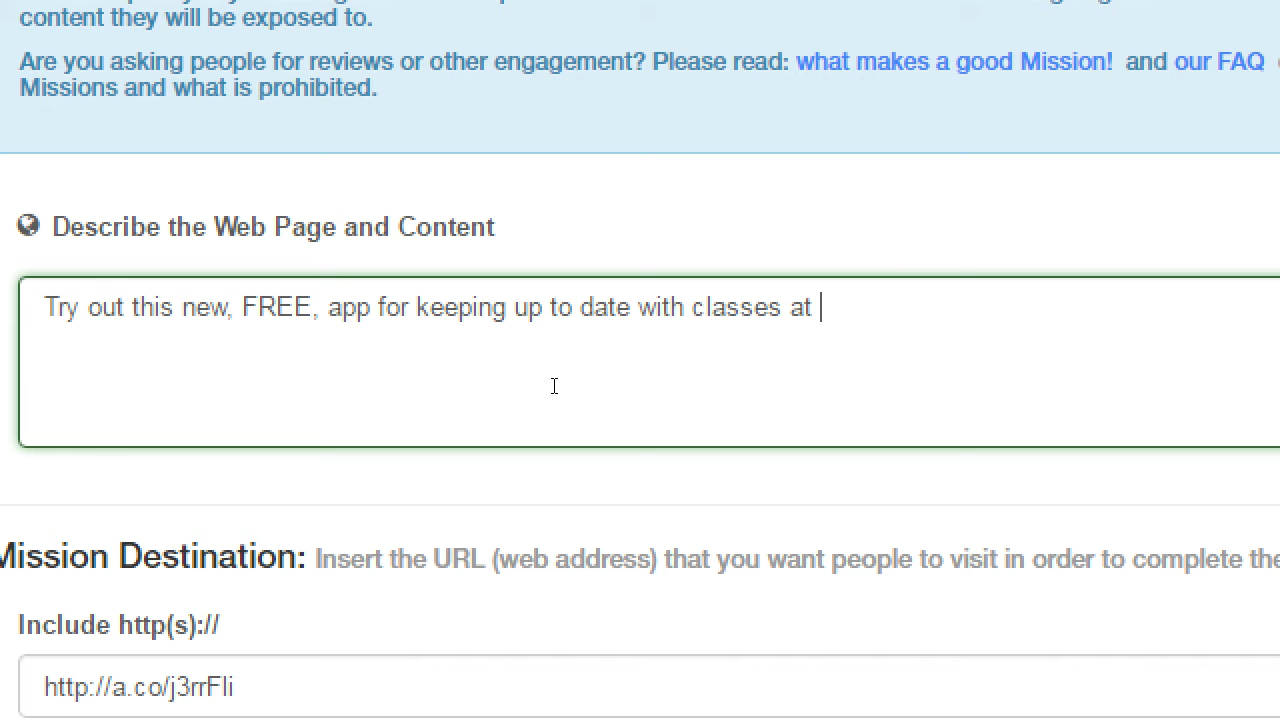 content they will be exposed to.
Are you asking people for reviews or other engagement? Please read: what makes a good Mission! and our FAQ
Missions and what is prohibited.
Describe the Web Page and Content
Try out this new, FREE, app for keeping up to date with classes at
Mission Destination: Insert the URL (web address) that you want people to visit in order to complete the
Include http(s)://
http://a.co/j3rrFli